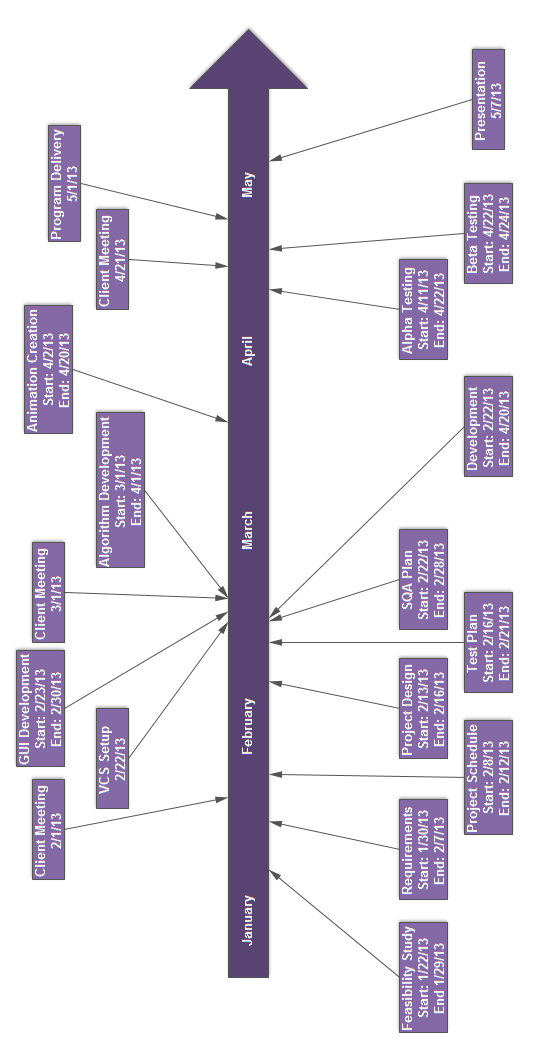 Program Delivery
5/1/13
Client Meeting
4/21/13
Animation Creation
Start: 4/2/13
End: 4/20/13
Algorithm Development
Start: 3/1/13
End: 4/1/13
Client Meeting
3/1/13
GUI Development
Start: 2/23/13
End: 2/30/13
VCS Setup
2/22/13
Client Meeting
2/1/13
January
February
March
April
May
Feasibility Study
Start: 1/22/13
End 1/29/13
Requirements
Start: 1/30/13
End: 2/7/13
Project Schedule
Start: 2/8/13
End: 2/12/13
Project Design
Start: 2/13/13
End: 2/16/13
Test Plan
Start: 2/16/13
End: 2/21/13
SQA Plan
Start: 2/22/13
End: 2/28/13
Development
Start: 2/22/13
End: 4/20/13
Alpha Testing
Start: 4/11/13
End: 4/22/13
Beta Testing
Start: 4/22/13
End: 4/24/13
Presentation
5/7/13